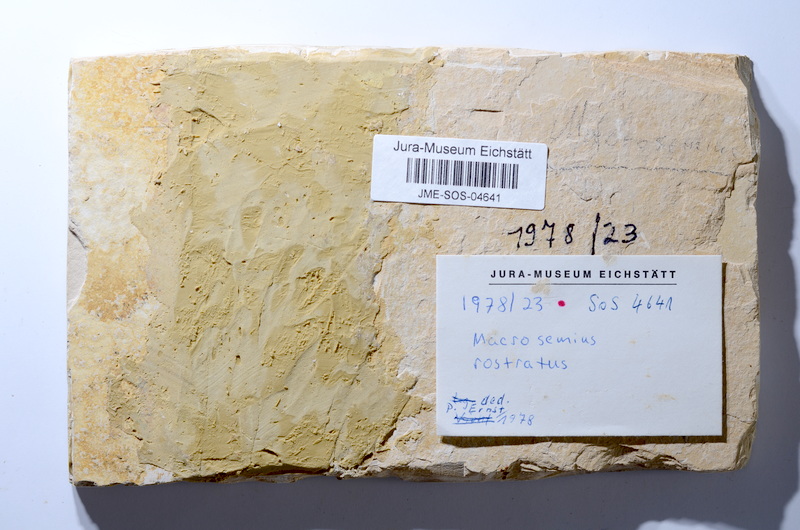 Jura-Museum Eichstätt
JME-SOS-04641
1978/23
JURA-MUSEUM EICHSTÄTT
1978/23 • SoS 4641
Macrosemius
rostratus
ded.
P. Ernst
1978